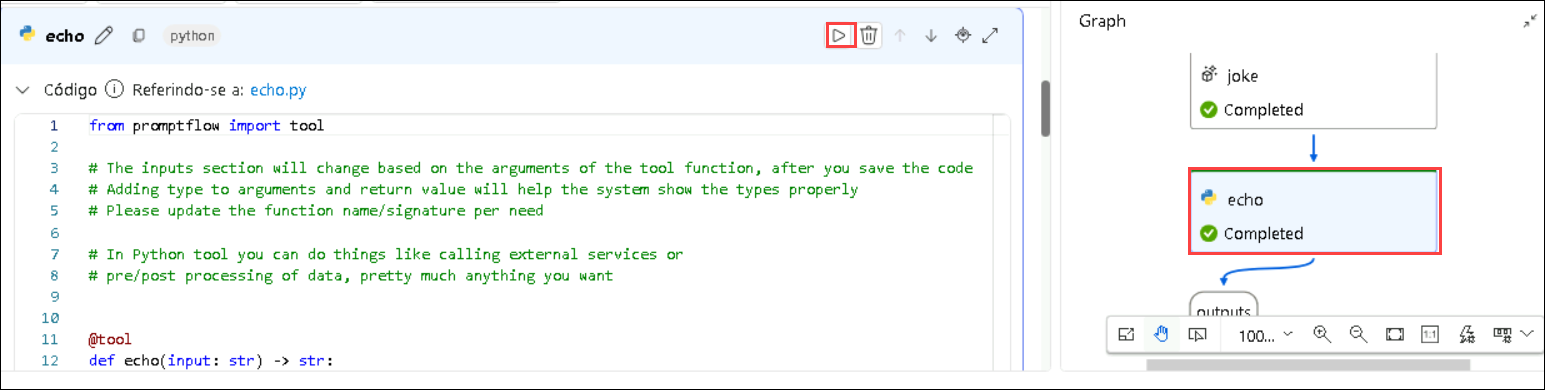 echo python
Código Referindo-se a: echo.py
1 from promptflow import tool
2
3 # The inputs section will change based on the arguments of the tool function, after you save the code
4 # Adding type to arguments and return value will help the system show the types properly
5 # Please update the function name/signature per need
6
7 # In Python tool you can do things like calling external services or
8 # pre/post processing of data, pretty much anything you want
9
10
11 @tool
12 def echo(input: str) -> str:
Graph
joke
Completed
echo
Completed
outputs
100...
1:1